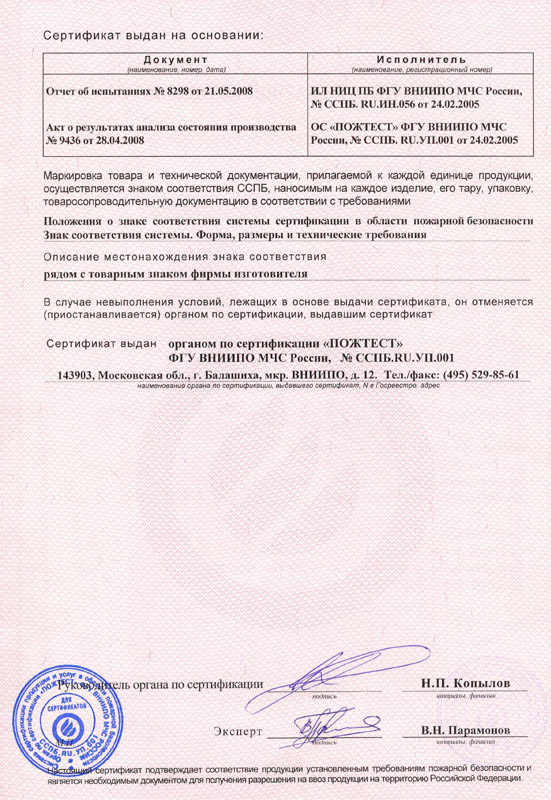 Сертификат выдан на основании:
Документ
(наименование, номер, дата)
Исполнитель
(наименование, регистрационный номер)
Отчет об испытаниях № 8298 от 21.05.2008
ИЛ НИЦ ПБ ФГУ ВНИИПО МЧС России,
№ ССПБ. RU.ИН.056 от 24.02.2005
Акт о результатах анализа состояния производства
№ 9436 от 28.04.2008
ОС «ПОЖТЕСТ» ФГУ ВНИИПО МЧС
России, № ССПБ. RU.УП.001 от 24.02.2005
Маркировка товара и технической документации, прилагаемой к каждой единице продукции,
осуществляется знаком соответствия ССПБ, наносимым на каждое изделие, его тару, упаковку,
товаросопроводительную документацию в соответствии с требованиями
Положения о знаке соответствия системы сертификации в области пожарной безопасности
Знак соответствия системы. Форма, размеры и технические требования
Описание местонахождения знака соответствия
рядом с товарным знаком фирмы изготовителя
В случае невыполнения условий, лежащих в основе выдачи сертификата, он отменяется
(приостанавливается) органом по сертификации, выдавшим сертификат
Сертификат выдан органом по сертификации «ПОЖТЕСТ»
ФГУ ВНИИПО МЧС России, № ССПБ.RU.УП.001
143903, Московская обл., г. Балашиха, мкр. ВНИИПО, д. 12. Тел./факс: (495) 529-85-61
наименование органа по сертификации, выдавшего сертификат, N в Госреестре, адрес
Руководитель органа по сертификации
подпись
Н.П. Копылов
инициалы, фамилия
Эксперт
подпись
В.Н. Парамонов
инициалы, фамилия
ДЛЯ
СЕРТИФИКАТОВ
ССПБ.RU.УП.001
Настоящий сертификат подтверждает соответствие продукции установленным требованиям пожарной безопасности и
является необходимым документом для получения разрешения на ввоз продукции на территорию Российской Федерации.